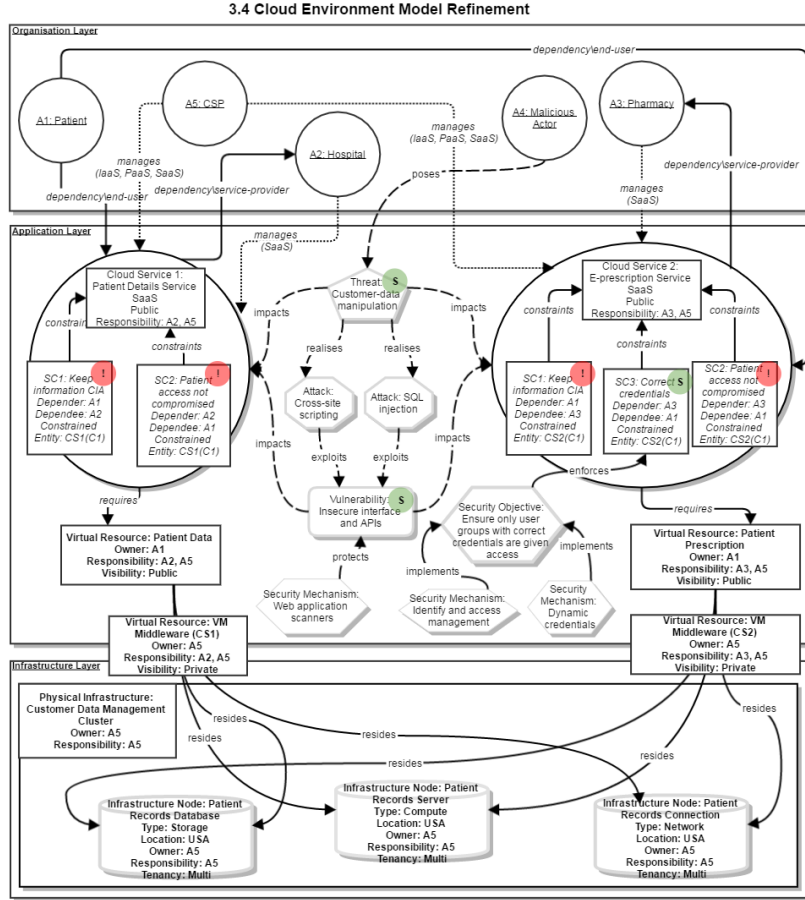 3.4 Cloud Environment Model Refinement
Organisation Layer
dependency\end-user
A1: Patient
A5: CSP
A4: Malicious
Actor
A3: Pharmacy
A2: Hospital
manages
(IaaS, PaaS, SaaS)
manages
(IaaS, PaaS, SaaS)
dependency\service-provider
dependency\service-provider
poses
manages
(SaaS)
dependency\end-user
manages
(SaaS)
Application Layer
Cloud Service 1:
Patient Details Service
SaaS
Public
Responsibility: A2, A5
Threat:
Customer-data
manipulation
S
Cloud Service 2:
E-prescription Service
SaaS
Public
Responsibility: A3, A5
impacts
impacts
constrain
constraints
realises
realises
constraints
constraints
constraints
SC1: Keep
information CIA
Depender: A1
Dependee: A2
Constrained
Entity: CS1(C1)
!
SC2: Patient
access not
compromised
Depender: A2
Dependee: A1
Constrained
Entity: CS1(C1)
!
Attack:
Cross-site
scripting
Attack: SQL
injection
SC1: Keep
information CIA
Depender: A1
Dependee: A3
Constrained
Entity: CS2(C1)
!
SC3: Correct
credentials
Depender: A3
Dependee: A1
Constrained
Entity: CS2(C1)
S
SC2: Patient
access not
compromised
Depender: A3
Dependee: A1
Constrained
Entity: CS2(C1)
!
impacts
impacts
exploits
exploits
enforces
requires
requires
Vulnerability:
Insecure interface
and APIs
S
Security Objective:
Ensure only user
groups with correct
credentials are given
access
Virtual Resource: Patient Data
Owner: A1
Responsibility: A2, A5
Visibility: Public
Virtual Resource: Patient
Prescription
Owner: A1
Responsibility: A3, A5
Visibility: Public
protects
implements
implements
Security Mechanism:
Web application
scanners
Security Mechanism:
Identify and access
management
Security
Mechanism:
Dynamic
credentials
Virtual Resource: VM
Middleware (CS1)
Owner: A5
Responsibility: A2, A5
Visibility: Private
Virtual Resource: VM
Middleware (CS2)
Owner: A5
Responsibility: A3, A5
Visibility: Private
Infrastructure Layer
Physical Infrastructure:
Customer Data Management
Cluster
Owner: A5
Responsibility: A5
resides
resides
resides
resides
resides
resides
Infrastructure Node: Patient
Records Database
Type: Storage
Location: USA
Owner: A5
Responsibility: A5
Tenancy: Multi
Infrastructure Node: Patient
Records Server
Type: Compute
Location: USA
Owner: A5
Responsibility: A5
Tenancy: Multi
Infrastructure Node: Patient
Records Connection
Type: Network
Location: USA
Owner: A5
Responsibility: A5
Tenancy: Multi